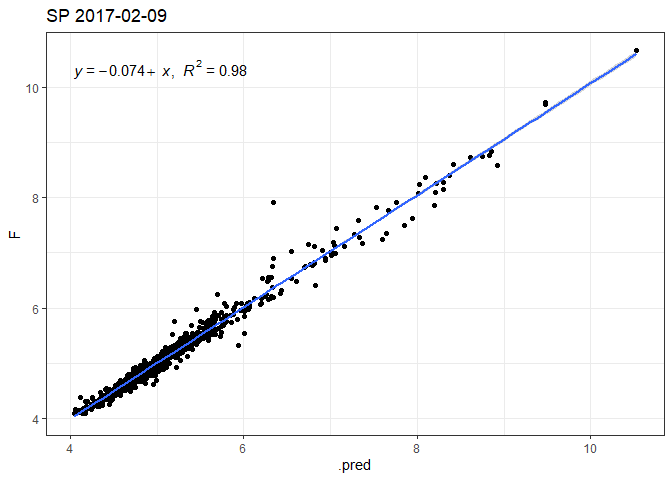 SP 2017-02-09
y = −0.074 + x, R² = 0.98
10
8
6
4
F
4 6 8 10
.pred